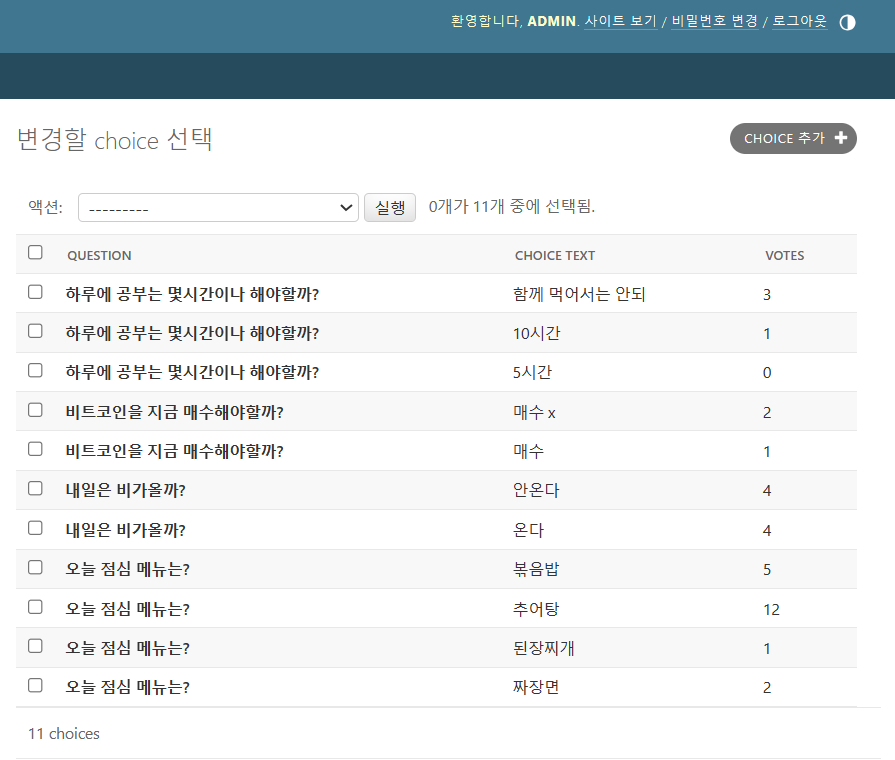 환영합니다, ADMIN. 사이트 보기 / 비밀번호 변경 / 로그아웃
변경할 choice 선택
CHOICE 추가
액션: --------- 실행 0개가 11개 중에 선택됨.
QUESTION CHOICE TEXT VOTES
하루에 공부는 몇시간이나 해야할까? 함께 먹어서는 안되 3
하루에 공부는 몇시간이나 해야할까? 10시간 1
하루에 공부는 몇시간이나 해야할까? 5시간 0
비트코인을 지금 매수해야할까? 매수 x 2
비트코인을 지금 매수해야할까? 매수 1
내일은 비가올까? 안온다 4
내일은 비가올까? 온다 4
오늘 점심 메뉴는? 볶음밥 5
오늘 점심 메뉴는? 추어탕 12
오늘 점심 메뉴는? 된장찌개 1
오늘 점심 메뉴는? 짜장면 2
11 choices